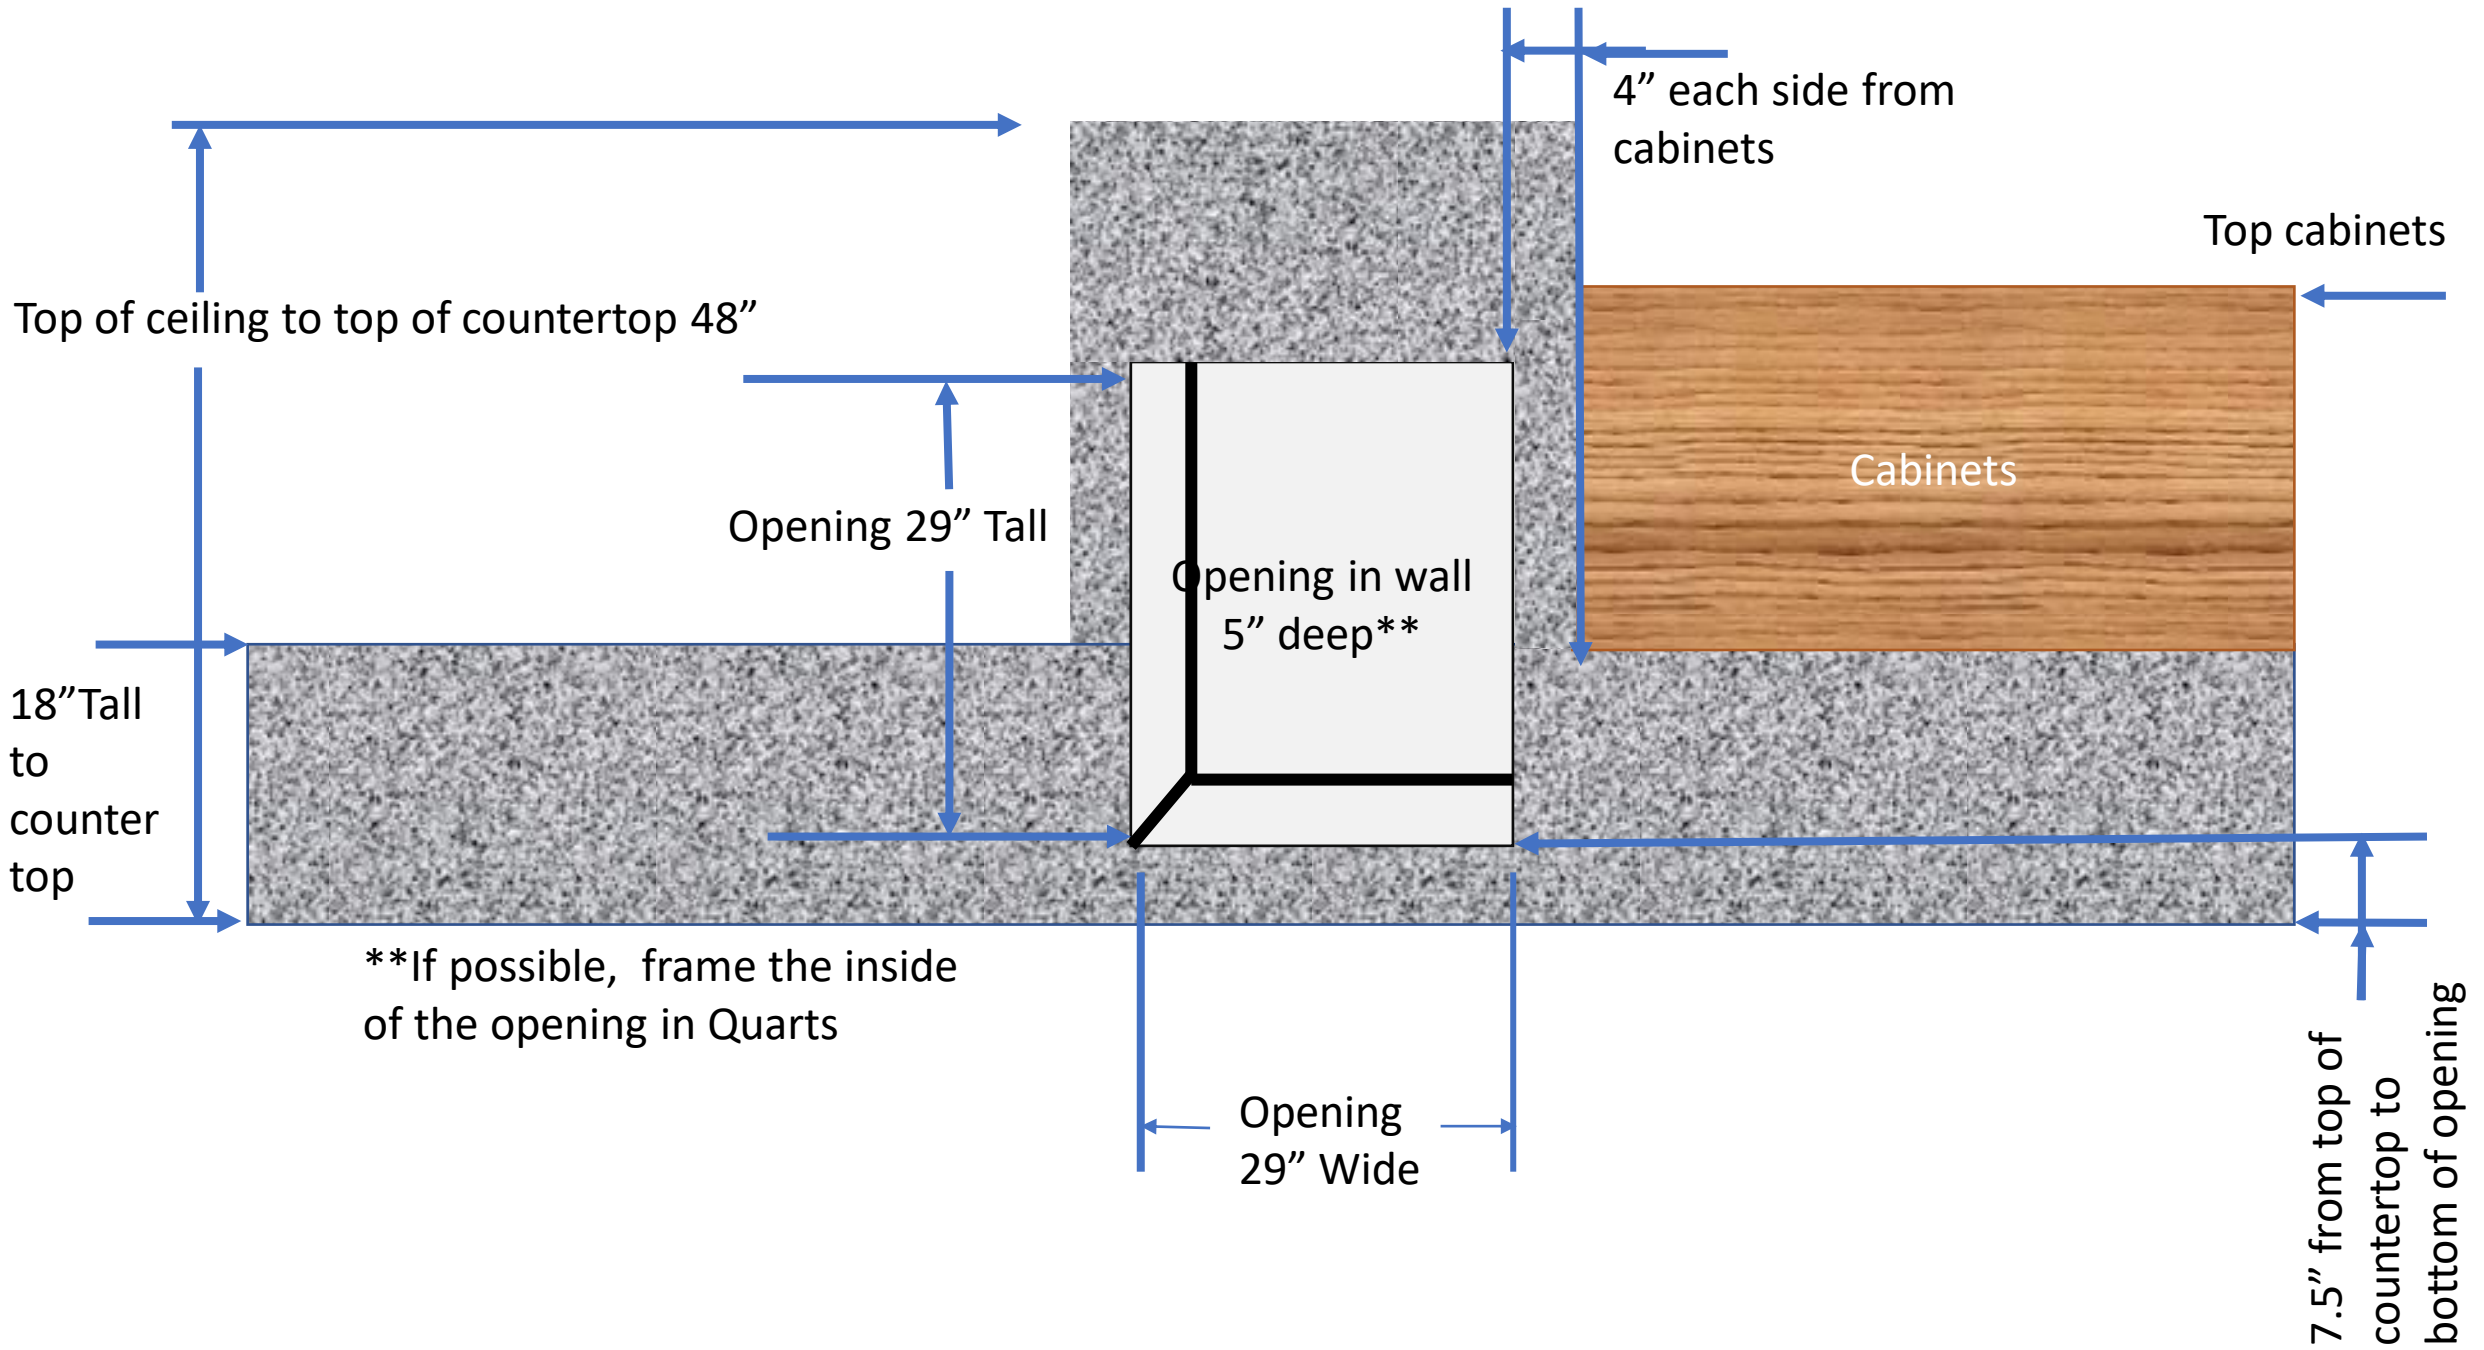 4” each side from
cabinets
Top cabinets
Top of ceiling to top of countertop 48”
Cabinets
Opening 29” Tall
Opening in wall
5” deep**
18”Tall
to
counter
top
**If possible,  frame the inside
of the opening in Quarts
Opening
29” Wide
7.5” from top of
countertop to
bottom of opening